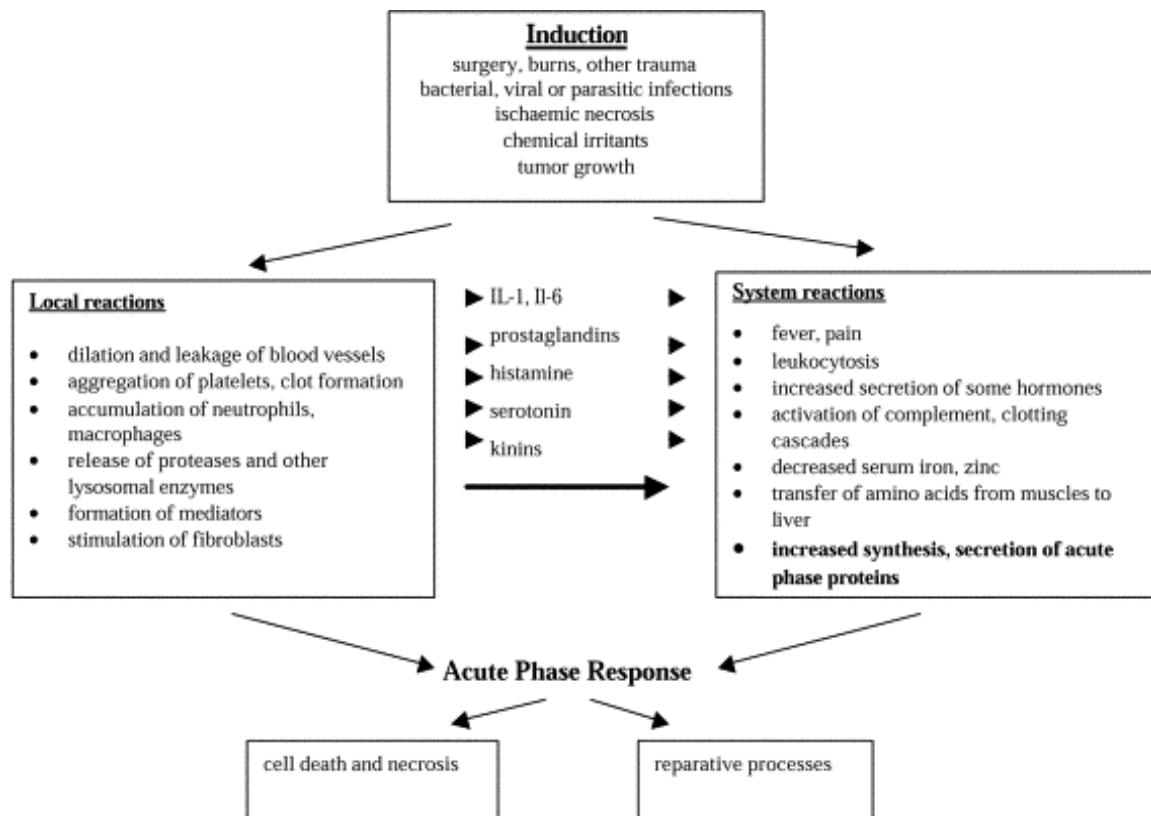 Induction
surgery, burns, other trauma
bacterial, viral or parasitic infections
ischaemic necrosis
chemical irritants
tumor growth
Local reactions
• dilation and leakage of blood vessels
• aggregation of platelets, clot formation
• accumulation of neutrophils,
macrophages
• release of proteases and other
lysosomal enzymes
• formation of mediators
• stimulation of fibroblasts
IL-1, Il-6
prostaglandins
histamine
serotonin
kinins
System reactions
• fever, pain
• leukocytosis
• increased secretion of some hormones
• activation of complement, clotting
cascades
• decreased serum iron, zinc
• transfer of amino acids from muscles to
liver
• increased synthesis, secretion of acute
phase proteins
Acute Phase Response
cell death and necrosis
reparative processes